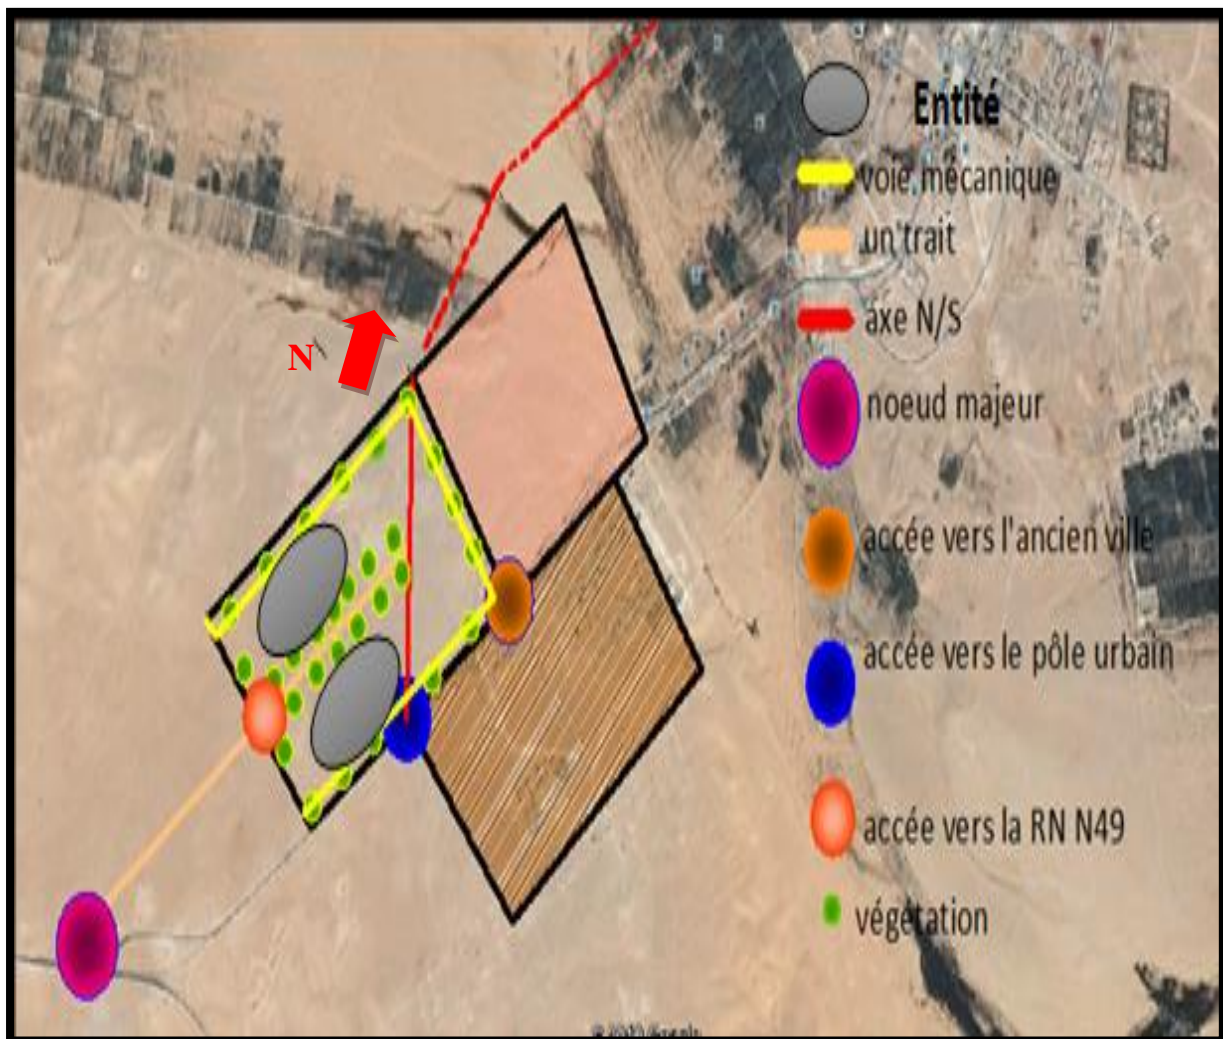 Entité
voie mécanique
un trait
axe N/S
N
noeud majeur
accée vers l'ancien ville
accée vers le pôle urbain
accée vers la RN N49
végétation